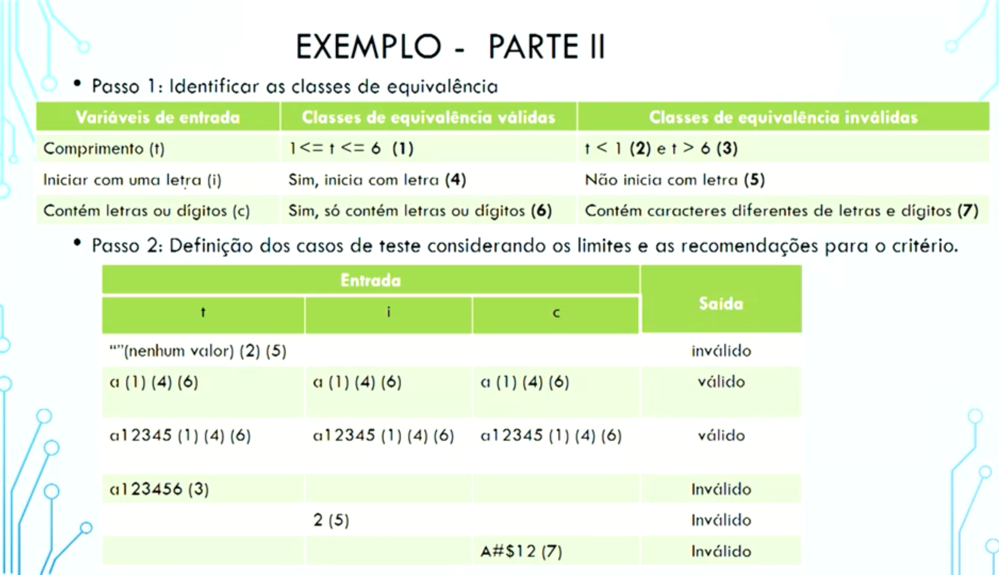 EXEMPLO - PARTE II
• Passo 1: Identificar as classes de equivalência
Variáveis de entrada Classes de equivalência válidas Classes de equivalência inválidas
Comprimento (t) 1<= t <= 6 (1) t < 1 (2) e t > 6 (3)
Iniciar com uma letra (i) Sim, inicia com letra (4) Não inicia com letra (5)
Contém letras ou dígitos (c) Sim, só contém letras ou dígitos (6) Contém caracteres diferentes de letras e dígitos (7)
• Passo 2: Definição dos casos de teste considerando os limites e as recomendações para o critério.
Entrada Saída
t i c
“”(nenhum valor) (2) (5) inválido
a (1) (4) (6) a (1) (4) (6) a (1) (4) (6) válido
a12345 (1) (4) (6) a12345 (1) (4) (6) a12345 (1) (4) (6) válido
a123456 (3) Inválido
2 (5) Inválido
A#$12 (7) Inválido